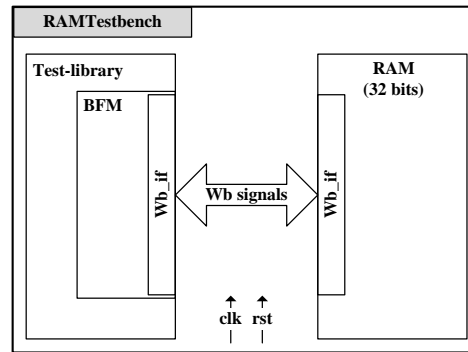 RAMTestbench
Test-library
BFM
Wb_if
Wb signals
Wb_if
RAM
(32 bits)
clk rst